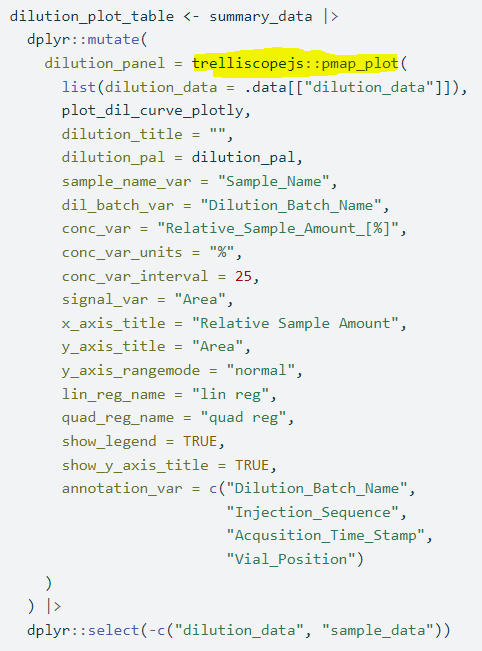 dilution_plot_table <- summary_data |>
  dplyr::mutate(
    dilution_panel = trelliscopejs::pmap_plot(
      list(dilution_data = .data[["dilution_data"]]),
      plot_dil_curve_plotly,
      dilution_title = "",
      dilution_pal = dilution_pal,
      sample_name_var = "Sample_Name",
      dil_batch_var = "Dilution_Batch_Name",
      conc_var = "Relative_Sample_Amount_[%]",
      conc_var_units = "%",
      conc_var_interval = 25,
      signal_var = "Area",
      x_axis_title = "Relative Sample Amount",
      y_axis_title = "Area",
      y_axis_rangemode = "normal",
      lin_reg_name = "lin reg",
      quad_reg_name = "quad reg",
      show_legend = TRUE,
      show_y_axis_title = TRUE,
      annotation_var = c("Dilution_Batch_Name",
                         "Injection_Sequence",
                         "Acqusition_Time_Stamp",
                         "Vial_Position")
    )
  ) |>
  dplyr::select(-c("dilution_data", "sample_data"))